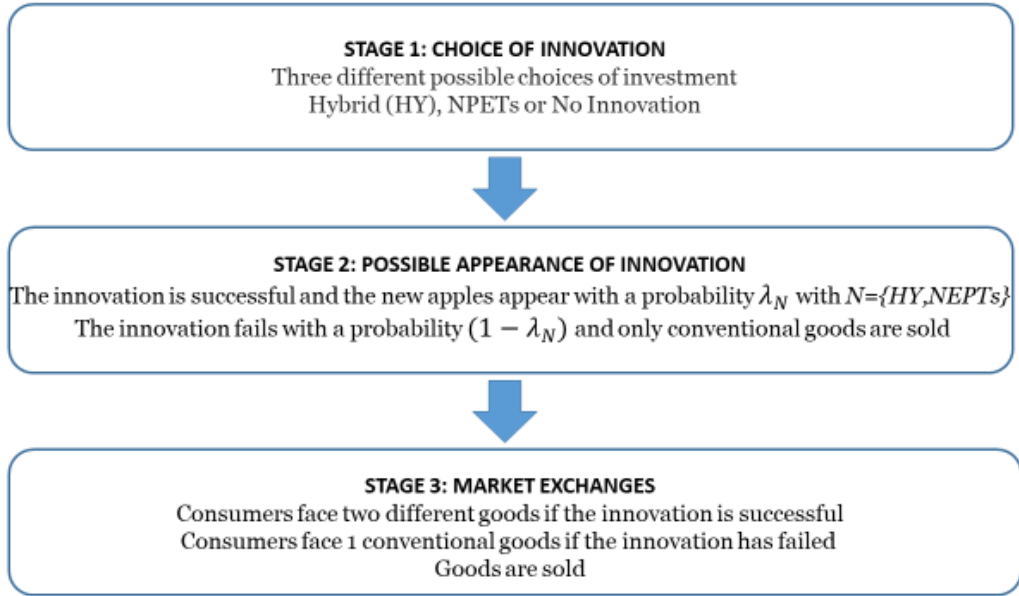 STAGE 1: CHOICE OF INNOVATION
Three different possible choices of investment
Hybrid (HY), NPETs or No Innovation
STAGE 2: POSSIBLE APPEARANCE OF INNOVATION
The innovation is successful and the new apples appear with a probability λ_N with N={HY,NEPTs}
The innovation fails with a probability (1 − λ_N) and only conventional goods are sold
STAGE 3: MARKET EXCHANGES
Consumers face two different goods if the innovation is successful
Consumers face 1 conventional goods if the innovation has failed
Goods are sold